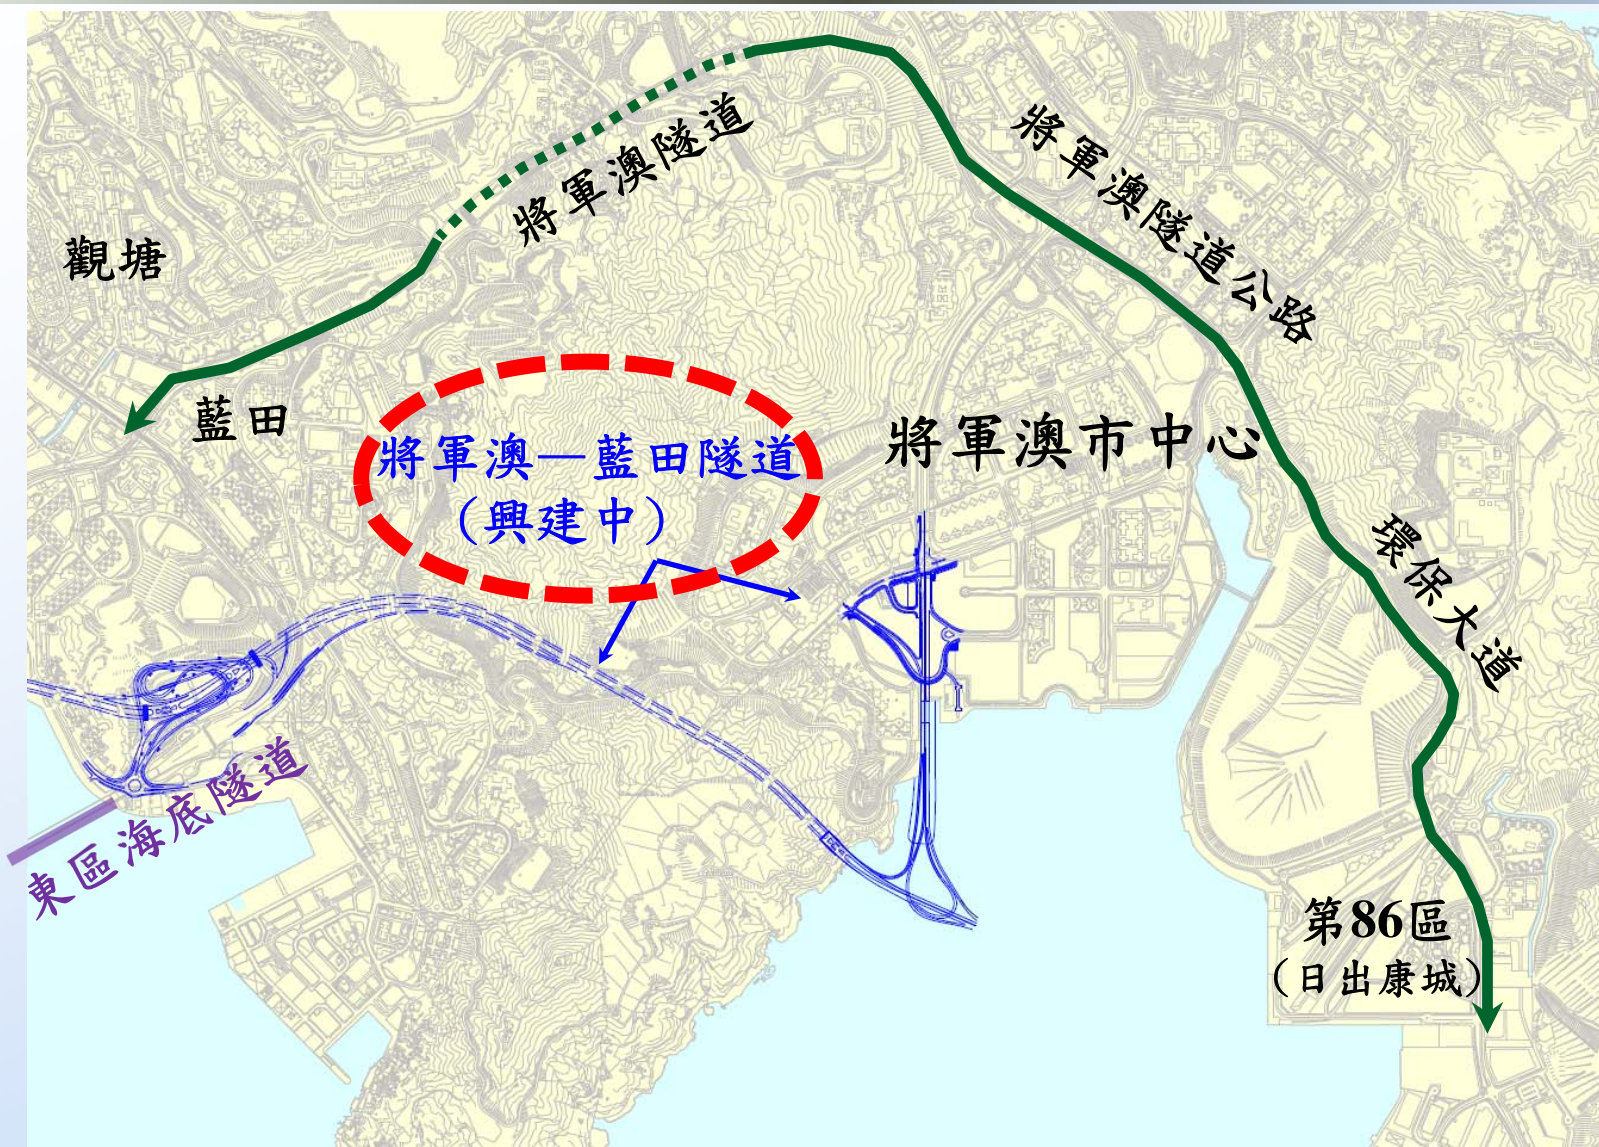 將軍澳隧道
將軍澳隧道公路
觀塘
藍田
將軍澳—藍田隧道
(興建中)
將軍澳市中心
環保大道
東區海底隧道
第86區
(日出康城)